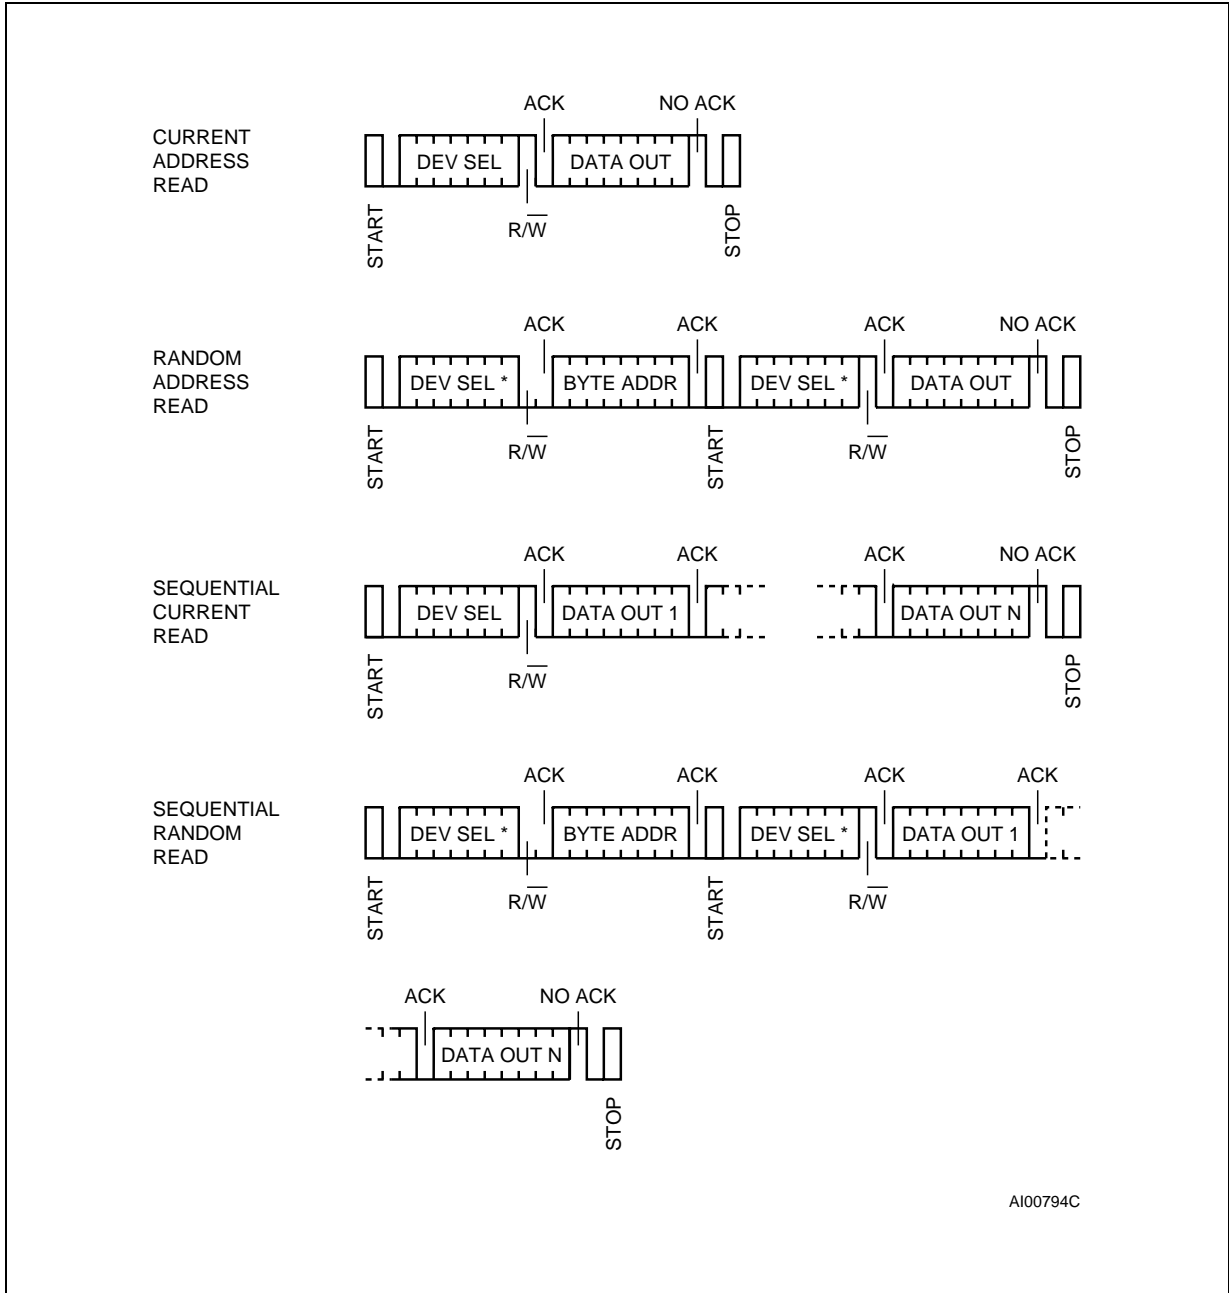 ACK NO ACK
CURRENT
ADDRESS
READ
DEV SEL DATA OUT
R/W̅
START STOP
ACK ACK ACK NO ACK
RANDOM
ADDRESS
READ
DEV SEL * BYTE ADDR DEV SEL * DATA OUT
R/W̅ R/W̅
START START STOP
ACK ACK ACK NO ACK
SEQUENTIAL
CURRENT
READ
DEV SEL DATA OUT 1 DATA OUT N
R/W̅
START STOP
ACK ACK ACK ACK
SEQUENTIAL
RANDOM
READ
DEV SEL * BYTE ADDR DEV SEL * DATA OUT 1
R/W̅ R/W̅
START START
ACK NO ACK
DATA OUT N
STOP
AI00794C